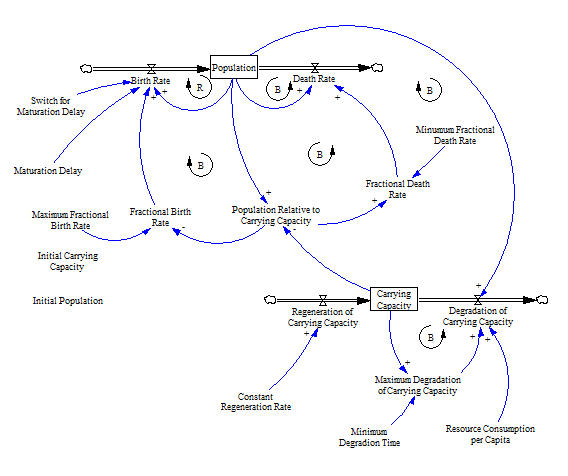 Population
Birth Rate
Death Rate
R
B
B
Switch for
Maturation Delay
+
+
+
+
Minumum Fractional
Death Rate
B
B
Maturation Delay
Fractional Death
Rate
+
+
Maximum Fractional
Birth Rate
Fractional Birth
Rate
Population Relative to
Carrying Capacity
-
-
Initial Carrying
Capacity
Initial Population
Carrying
Capacity
+
Regeneration of
Carrying Capacity
Degradation of
Carrying Capacity
+
B
+
+
+
Maximum Degradation
of Carrying Capacity
Constant
Regeneration Rate
Minimum
Degradion Time
Resource Consumption
per Capita